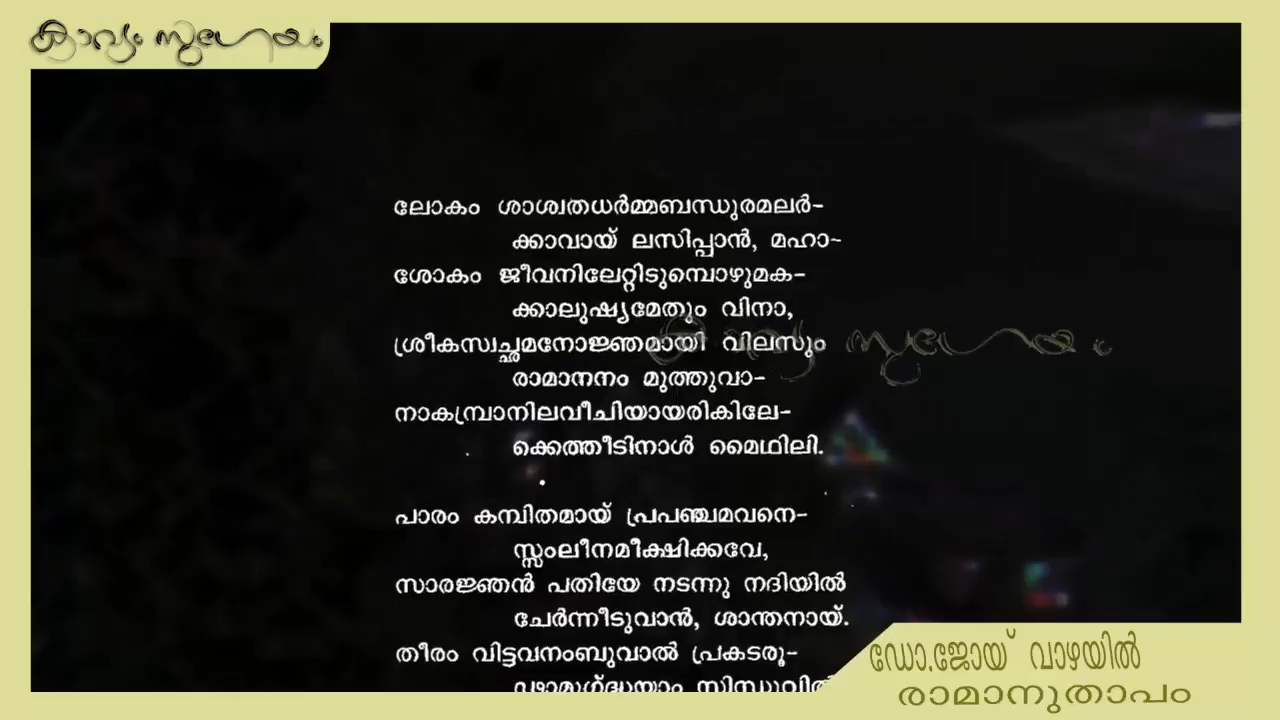 കാവ്യം സുഗേയം
ലോകം ശാശ്വതധർമ്മബന്ധുരമലർ-
ക്കാവായ് ലസിപ്പാൻ, മഹാ-
ശോകം ജീവനിലേറ്റിടുമ്പൊഴുമക-
ക്കാലുഷ്യമേതും വിനാ,
ശ്രീകസ്വച്ഛമനോജ്ഞമായി വിലസും
രാമാനനം മുത്തുവാ-
കാവ്യം സുഗേയം
നാകമ്പ്രാനിലവീചിയായരികിലേ-
ക്കെത്തീടിനാൾ മൈഥിലി.
പാരം കമ്പിതമായ് പ്രപഞ്ചമവനെ-
സ്സംലീനമീക്ഷിക്കവേ,
സാരജ്ഞൻ പതിയേ നടന്നു നദിയിൽ
ചേർന്നീടുവാൻ, ശാന്തനായ്.
തീരം വിട്ടവനംബുവാൽ പ്രകടരൂ-
സിന്ധുവിൽ
ഡോ.ജോയ് വാഴയിൽ
രാമാനുതാപം